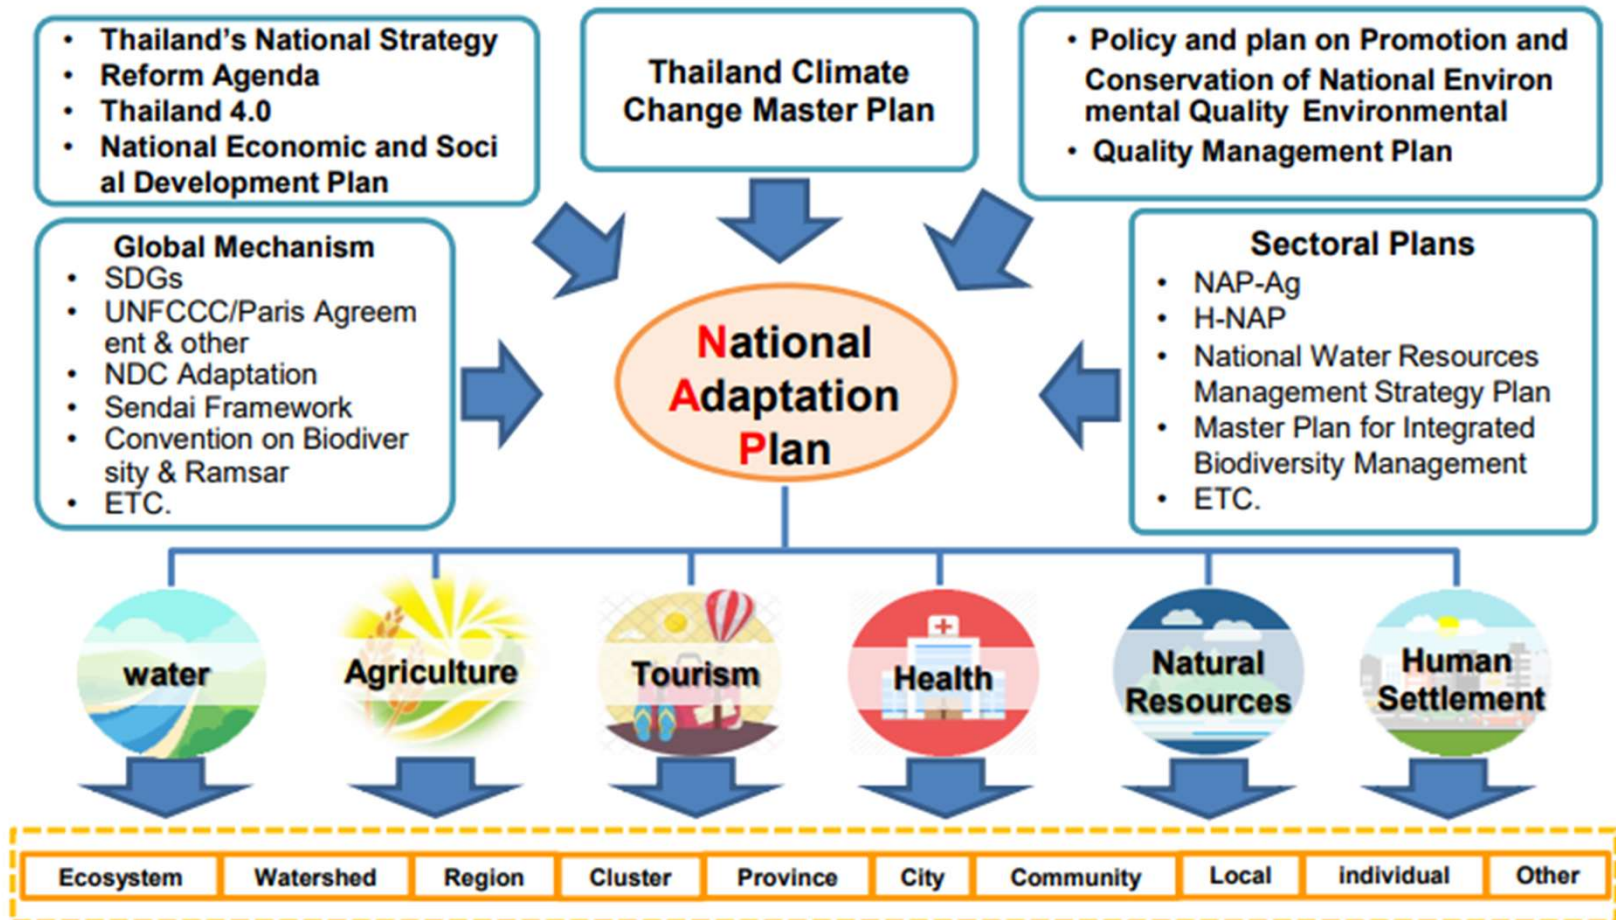 • Thailand's National Strategy
• Reform Agenda
• Thailand 4.0
• National Economic and Soci
al Development Plan
Thailand Climate
Change Master Plan
• Policy and plan on Promotion and
Conservation of National Environ
mental Quality Environmental
• Quality Management Plan
Global Mechanism
• SDGs
• UNFCCC/Paris Agreem
ent & other
• NDC Adaptation
• Sendai Framework
• Convention on Biodiver
sity & Ramsar
• ETC.
National
Adaptation
Plan
Sectoral Plans
• NAP-Ag
• H-NAP
• National Water Resources
Management Strategy Plan
• Master Plan for Integrated
Biodiversity Management
• ETC.
water
Agriculture
Tourism
Health
Natural
Resources
Human
Settlement
Ecosystem
Watershed
Region
Cluster
Province
City
Community
Local
individual
Other